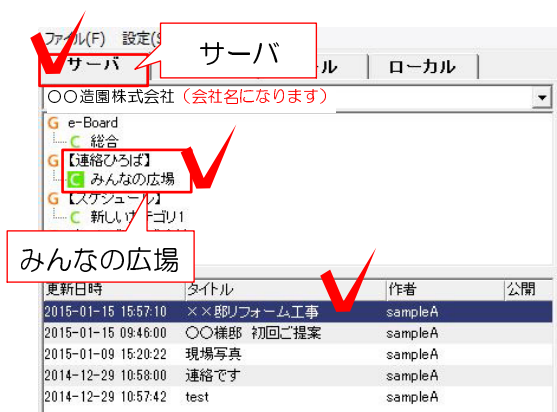 ファイル(F) 設定(S
サーバ
サーバ ール ローカル
〇〇造園株式会社（会社名になります）
G e-Board
C 総合
G 【連絡ひろば】
C みんなの広場
G 【スケジュール】
C 新しいカテゴリ1
みんなの広場
更新日時 タイトル 作者 公開
2015-01-15 15:57:10 ××邸リフォーム工事 sampleA
2015-01-15 09:46:00 〇〇様邸 初回ご提案 sampleA
2015-01-09 15:20:22 現場写真 sampleA
2014-12-29 10:58:00 連絡です sampleA
2014-12-29 10:57:42 test sampleA